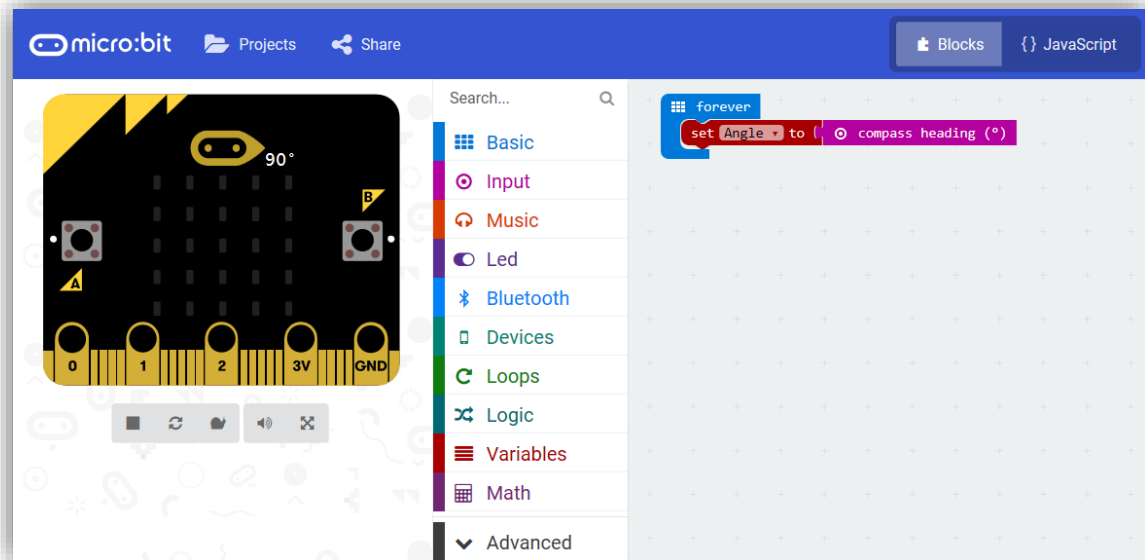 micro:bit Projects Share Blocks {} JavaScript
90°
B
A
0 1 2 3V GND
Search...
Basic
Input
Music
Led
Bluetooth
Devices
Loops
Logic
Variables
Math
Advanced
forever
set Angle to compass heading (°)